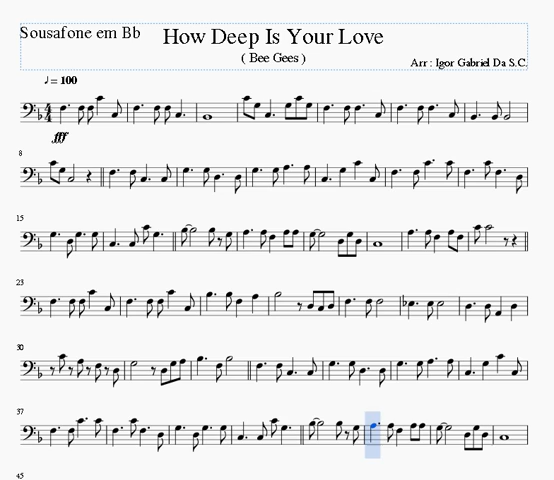 Sousafone em Bb
How Deep Is Your Love
( Bee Gees )
Arr : Igor Gabriel Da S.C.
♩ = 100
fff
8
15
23
30
37
45